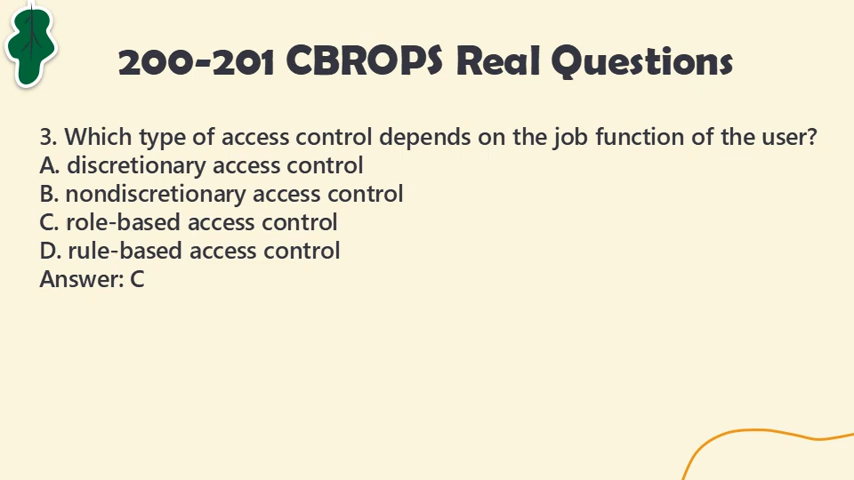 200-201 CBROPS Real Questions
3. Which type of access control depends on the job function of the user?
A. discretionary access control
B. nondiscretionary access control
C. role-based access control
D. rule-based access control
Answer: C